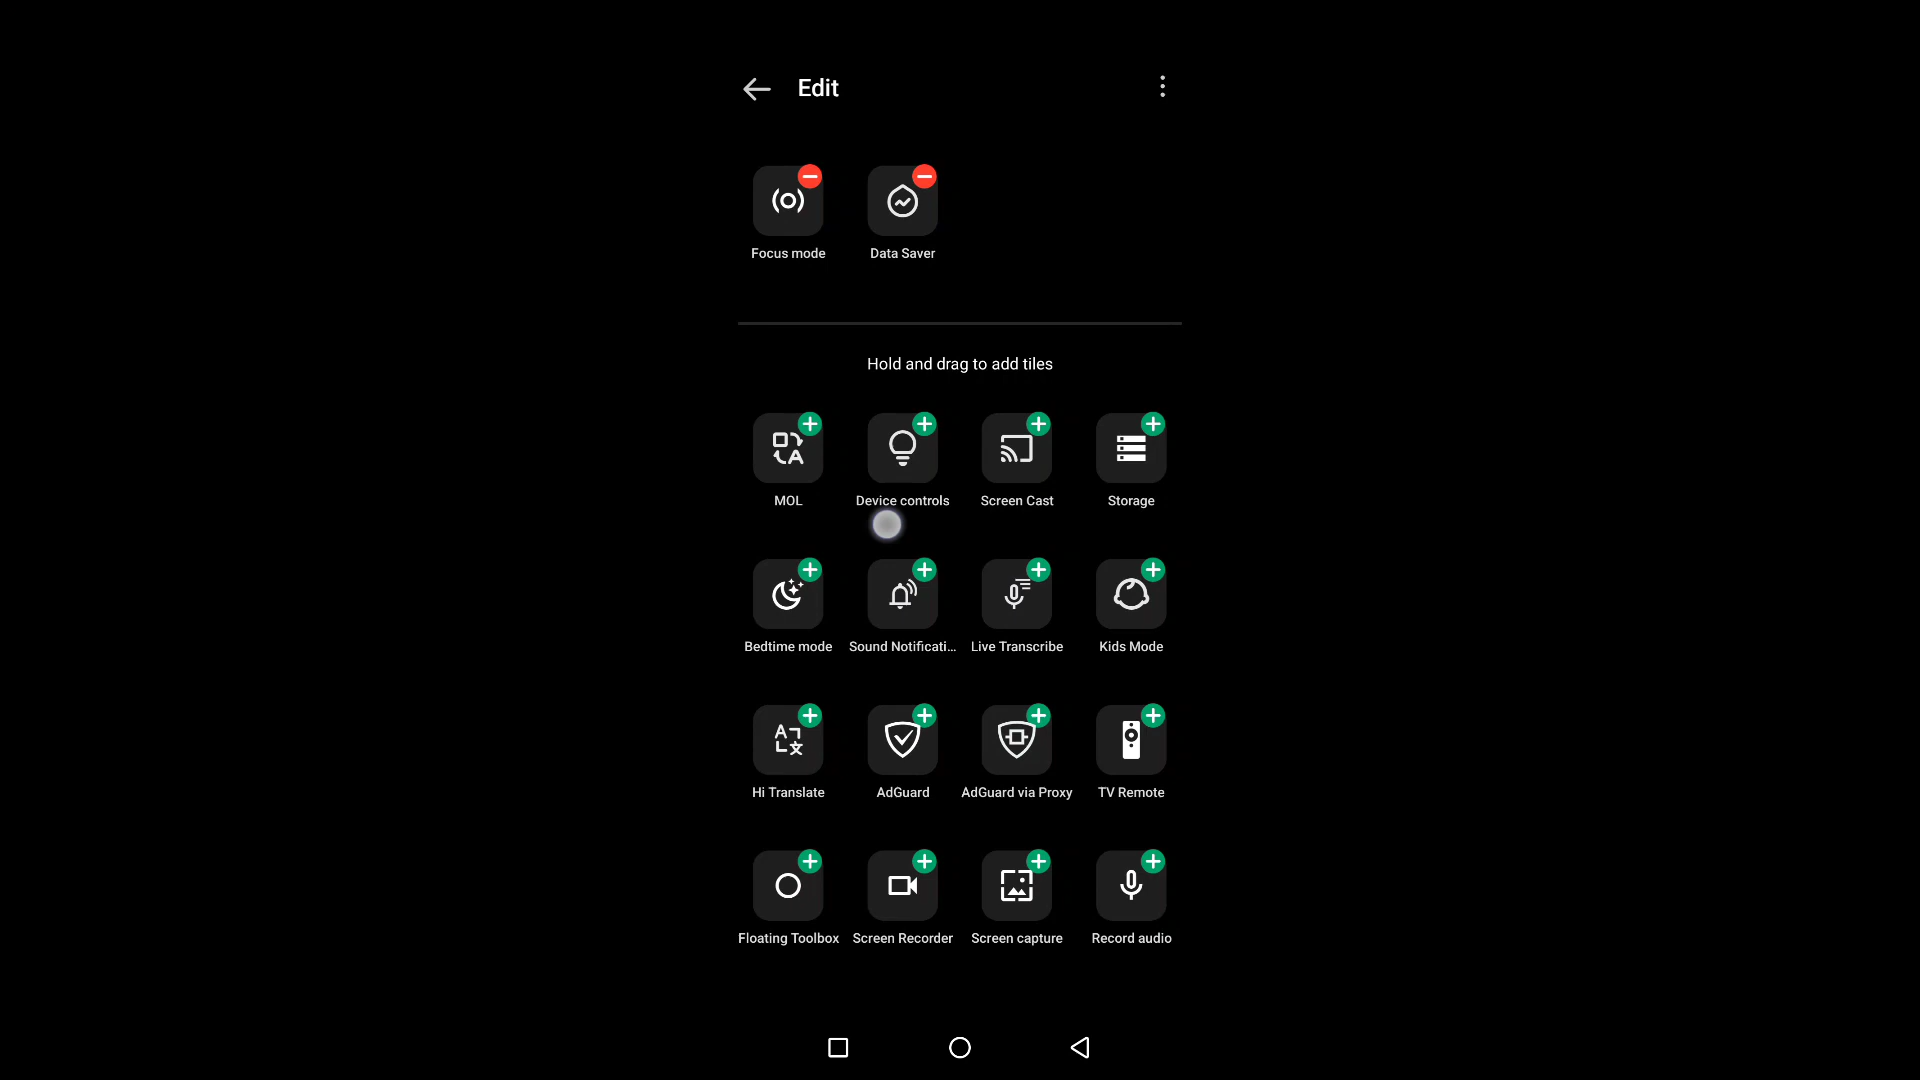 Edit
Focus mode
Data Saver
Hold and drag to add tiles
MOL
Device controls
Screen Cast
Storage
Bedtime mode
Sound Notificati...
Live Transcribe
Kids Mode
Hi Translate
AdGuard
AdGuard via Proxy
TV Remote
Floating Toolbox
Screen Recorder
Screen capture
Record audio